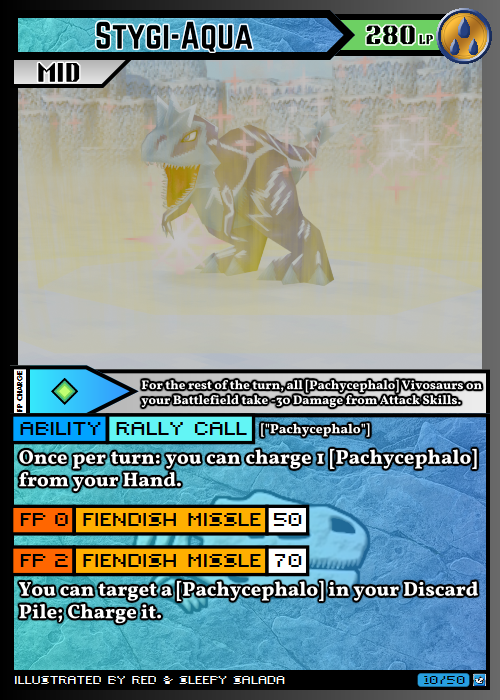 STYGI-AQUA
280 LP
MID
FP CHARGE
For the rest of the turn, all [Pachycephalo] Vivosaurs on
your Battlefield take -30 Damage from Attack Skills.
ABILITY RALLY CALL ["Pachycephalo"]
Once per turn: you can charge 1 [Pachycephalo]
from your Hand.
FP 0 FIENDISH MISSLE 50
FP 2 FIENDISH MISSLE 70
You can target a [Pachycephalo] in your Discard
Pile; Charge it.
ILLUSTRATED BY RED & SLEEPY SALADA
10/50